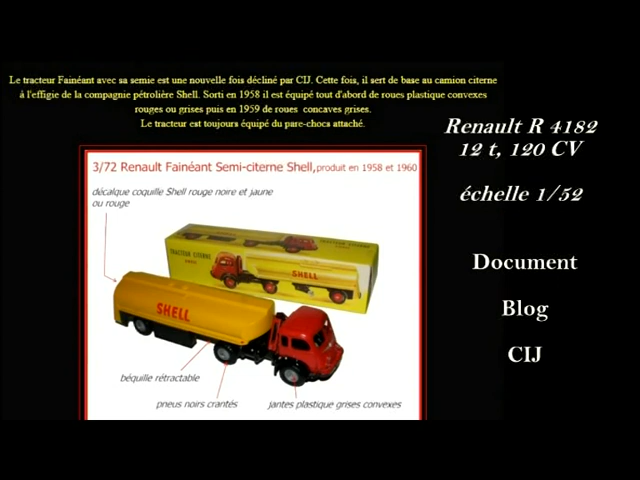 Le tracteur Fainéant avec sa semie est une nouvelle fois décliné par CIJ. Cette fois, il sert de base au camion citerne
à l'effigie de la compagnie pétrolière Shell. Sorti en 1958 il est équipé tout d'abord de roues plastique convexes
rouges ou grises puis en 1959 de roues concaves grises.
Le tracteur est toujours équipé du pare-chocs attaché.
Renault R 4182
12 t, 120 CV
échelle 1/52
Document
Blog
CIJ
3/72 Renault Fainéant Semi-citerne Shell, produit en 1958 et 1960
décalque coquille Shell rouge noire et jaune
ou rouge
TRACTEUR CITERNE
SHELL
SHELL
béquille rétractable
pneus noirs crantés
jantes plastique grises convexes